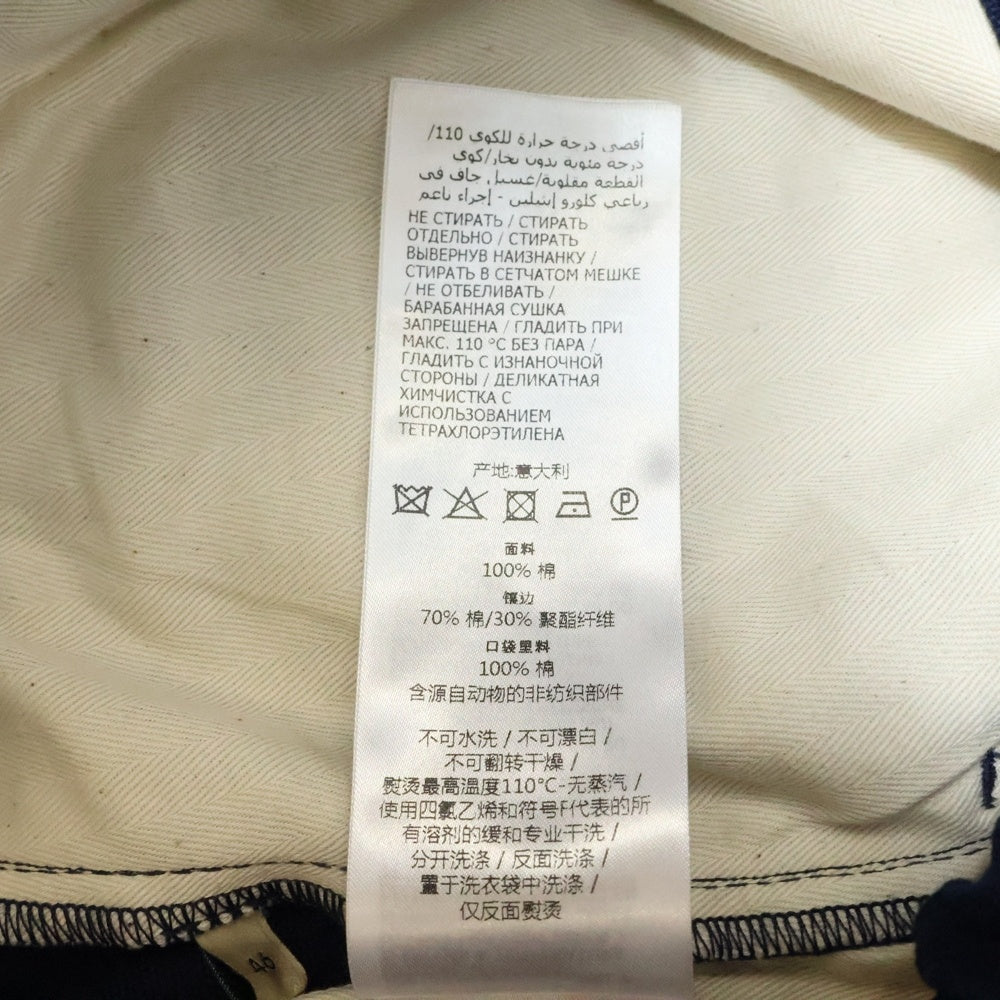 أقصى درجة حرارة للكوي 110/
درجة مئوية بدون بخار/كوي
القطعة مقلوبة/غسيل جاف في
رباعي كلورو إيثيلين - إجراء ناعم
НЕ СТИРАТЬ / СТИРАТЬ
ОТДЕЛЬНО / СТИРАТЬ
ВЫВЕРНУВ НАИЗНАНКУ /
СТИРАТЬ В СЕТЧАТОМ МЕШКЕ
/ НЕ ОТБЕЛИВАТЬ /
БАРАБАННАЯ СУШКА
ЗАПРЕЩЕНА / ГЛАДИТЬ ПРИ
МАКС. 110 °C БЕЗ ПАРА /
ГЛАДИТЬ С ИЗНАНОЧНОЙ
СТОРОНЫ / ДЕЛИКАТНАЯ
ХИМЧИСТКА С
ИСПОЛЬЗОВАНИЕМ
ТЕТРАХЛОРЭТИЛЕНА
产地:意大利
P
面料
100% 棉
镶边
70% 棉/30% 聚酯纤维
口袋里料
100% 棉
含源自动物的非纺织部件
不可水洗 / 不可漂白 /
不可翻转干燥 /
熨烫最高温度110°C-无蒸汽 /
使用四氯乙烯和符号F代表的所
有溶剂的缓和专业干洗 /
分开洗涤 / 反面洗涤 /
置于洗衣袋中洗涤 /
仅反面熨烫
46